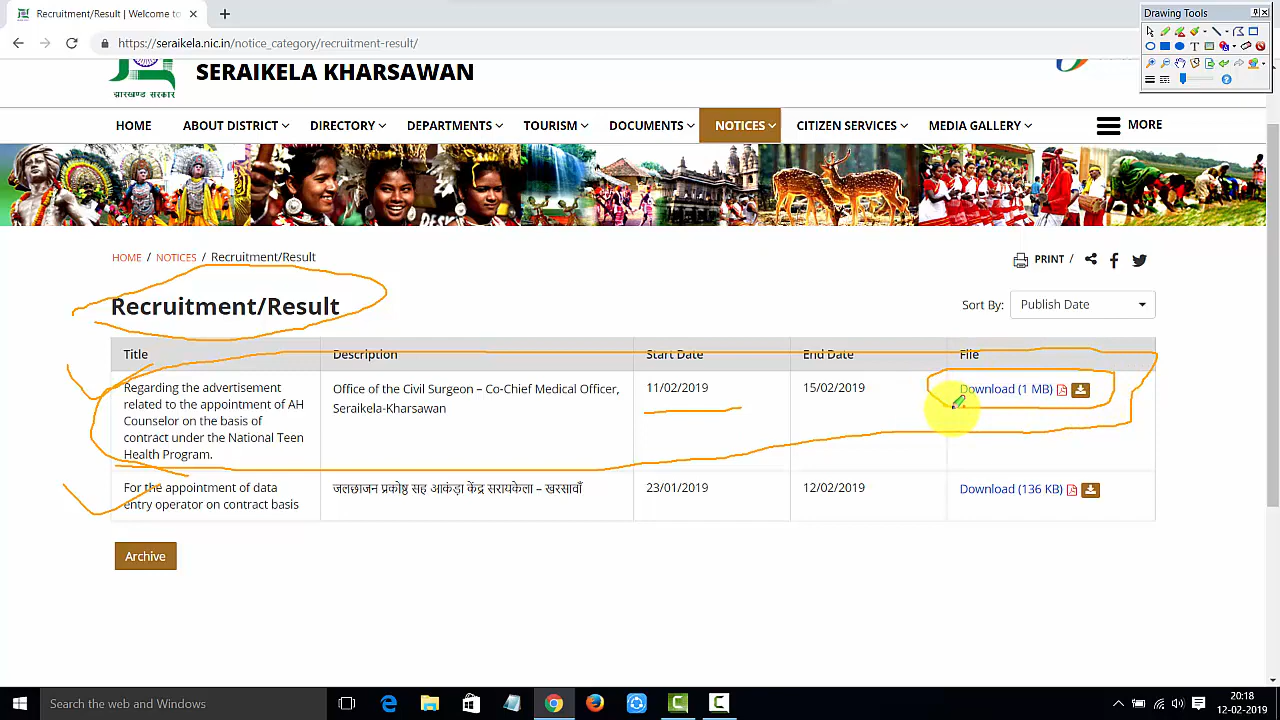 Recruitment/Result | Welcome to
Drawing Tools
https://seraikela.nic.in/notice_category/recruitment-result/
झारखण्ड सरकार
SERAIKELA KHARSAWAN
HOME ABOUT DISTRICT DIRECTORY DEPARTMENTS TOURISM DOCUMENTS NOTICES CITIZEN SERVICES MEDIA GALLERY MORE
HOME / NOTICES / Recruitment/Result
PRINT /
Recruitment/Result
Sort By: Publish Date
Title Description Start Date End Date File
Regarding the advertisement
related to the appointment of AH
Counselor on the basis of
contract under the National Teen
Health Program.
Office of the Civil Surgeon – Co-Chief Medical Officer,
Seraikela-Kharsawan
11/02/2019
15/02/2019
Download (1 MB)
For the appointment of data
entry operator on contract basis
जलछाजन प्रकोष्ठ सह आकंड़ा केंद्र सरायकेला – खरसावाँ
23/01/2019
12/02/2019
Download (136 KB)
Archive
Search the web and Windows
20:18
12-02-2019